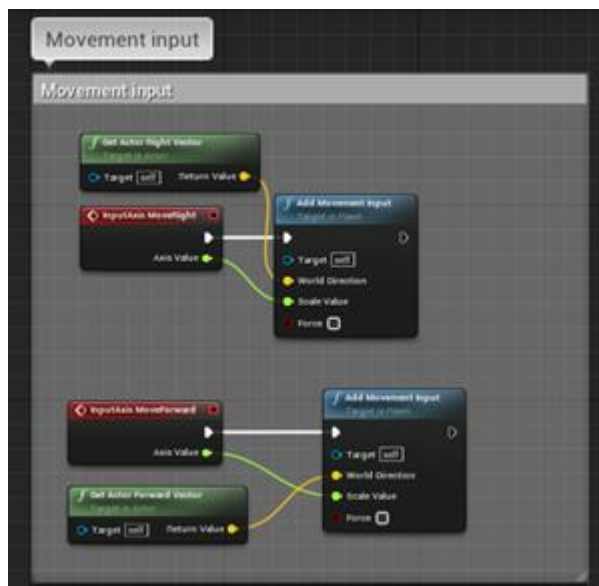 Movement input
Movement input
Get Actor Right Vector
Target is Actor
Target self Return Value
InputAxis MoveRight
Axis Value
Add Movement Input
Target is Pawn
Target self
World Direction
Scale Value
Force
InputAxis MoveForward
Axis Value
Add Movement Input
Target is Pawn
Target self
World Direction
Scale Value
Force
Get Actor Forward Vector
Target is Actor
Target self Return Value